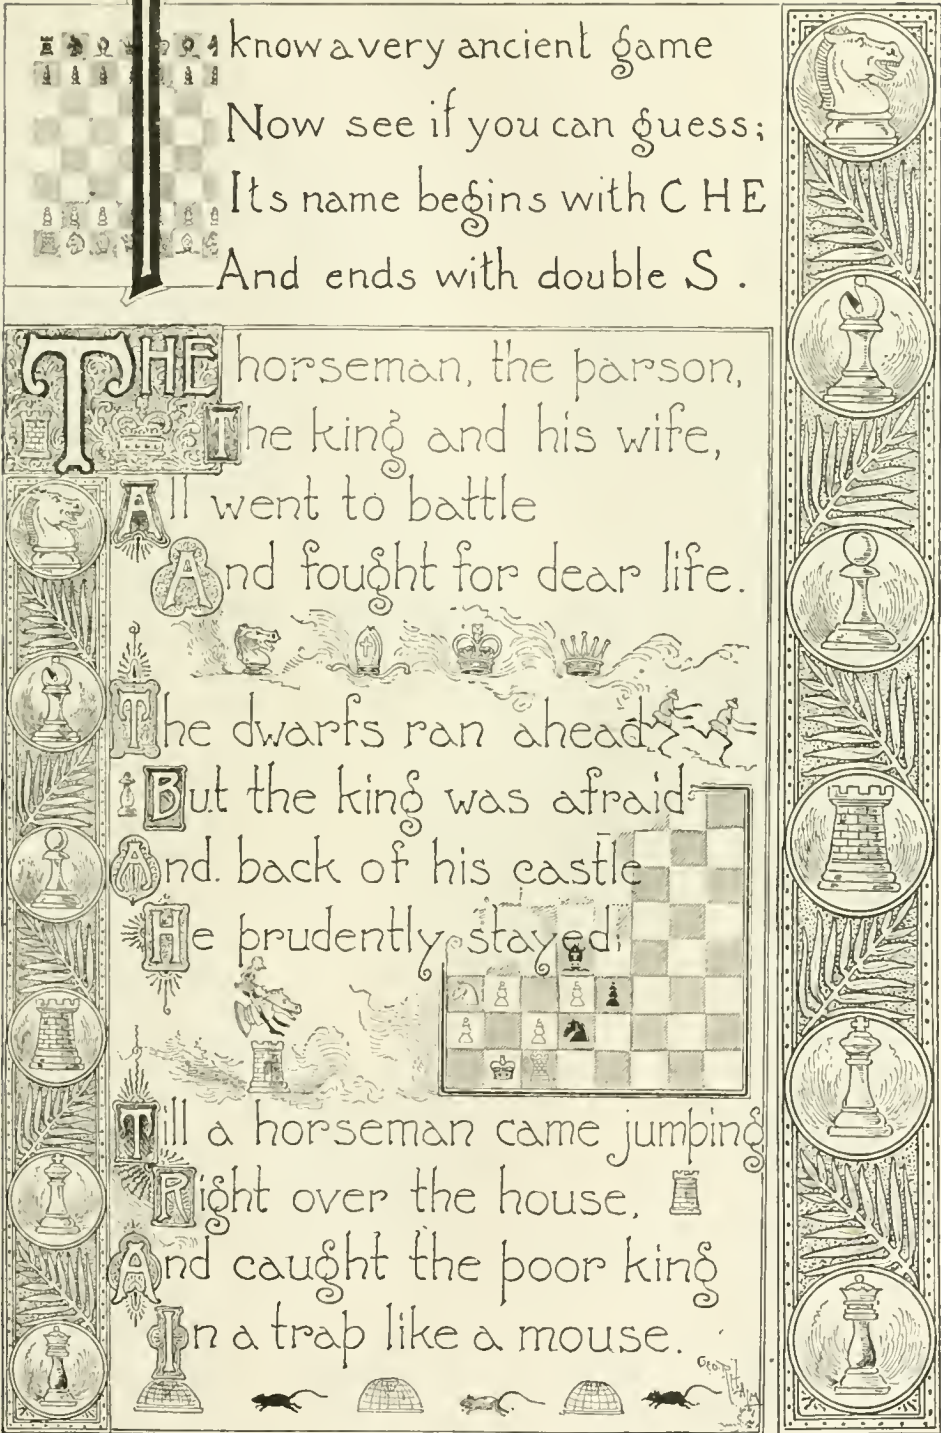 I know a very ancient game
Now see if you can guess;
Its name begins with CHE
And ends with double S.
THE horseman, the parson,
The king and his wife,
All went to battle
And fought for dear life.
The dwarfs ran ahead
But the king was afraid
And back of his castle
He prudently stayed
Till a horseman came jumping
Right over the house,
And caught the poor king
In a trap like a mouse.